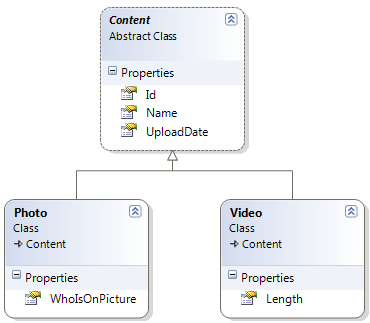 Content
Abstract Class
Properties
Id
Name
UploadDate
Photo
Class
Content
Properties
WhoIsOnPicture
Video
Class
Content
Properties
Length